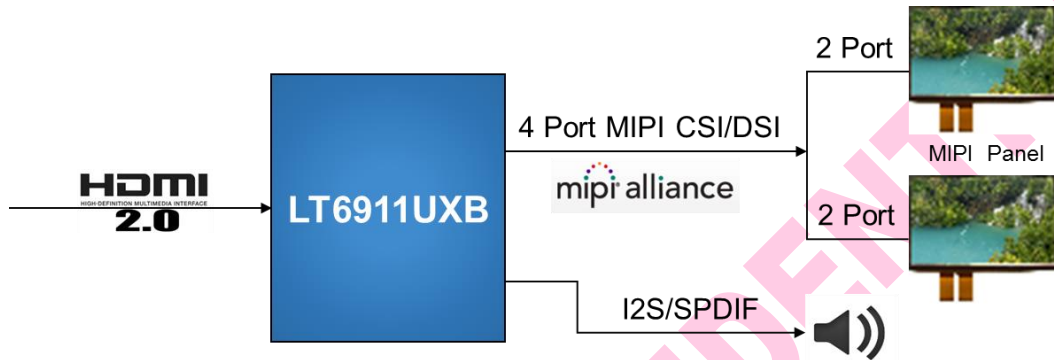 HDMI
HIGH-DEFINITION MULTIMEDIA INTERFACE
2.0
LT6911UXB
4 Port MIPI CSI/DSI
mipi alliance
2 Port
MIPI Panel
2 Port
I2S/SPDIF